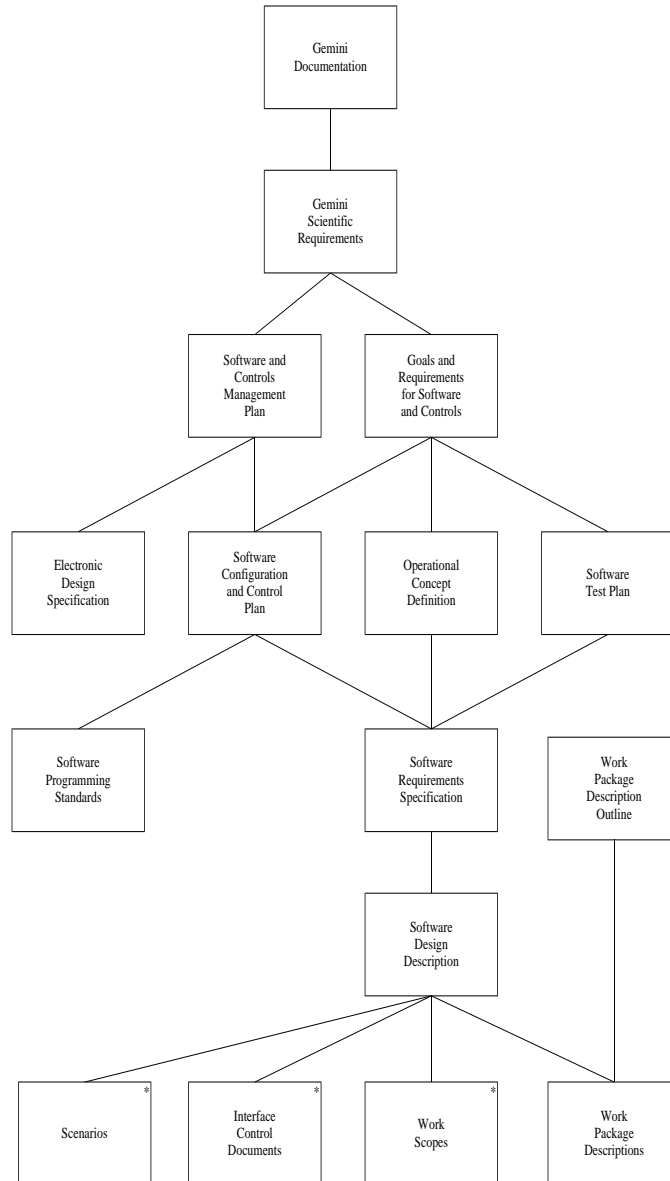 Gemini
Documentation
Gemini
Scientific
Requirements
Software and
Controls
Management
Plan
Goals and
Requirements
for Software
and Controls
Electronic
Design
Specification
Software
Configuration
and Control
Plan
Operational
Concept
Definition
Software
Test Plan
Software
Programming
Standards
Software
Requirements
Specification
Work
Package
Description
Outline
Software
Design
Description
*
Scenarios
*
Interface
Control
Documents
*
Work
Scopes
Work
Package
Descriptions